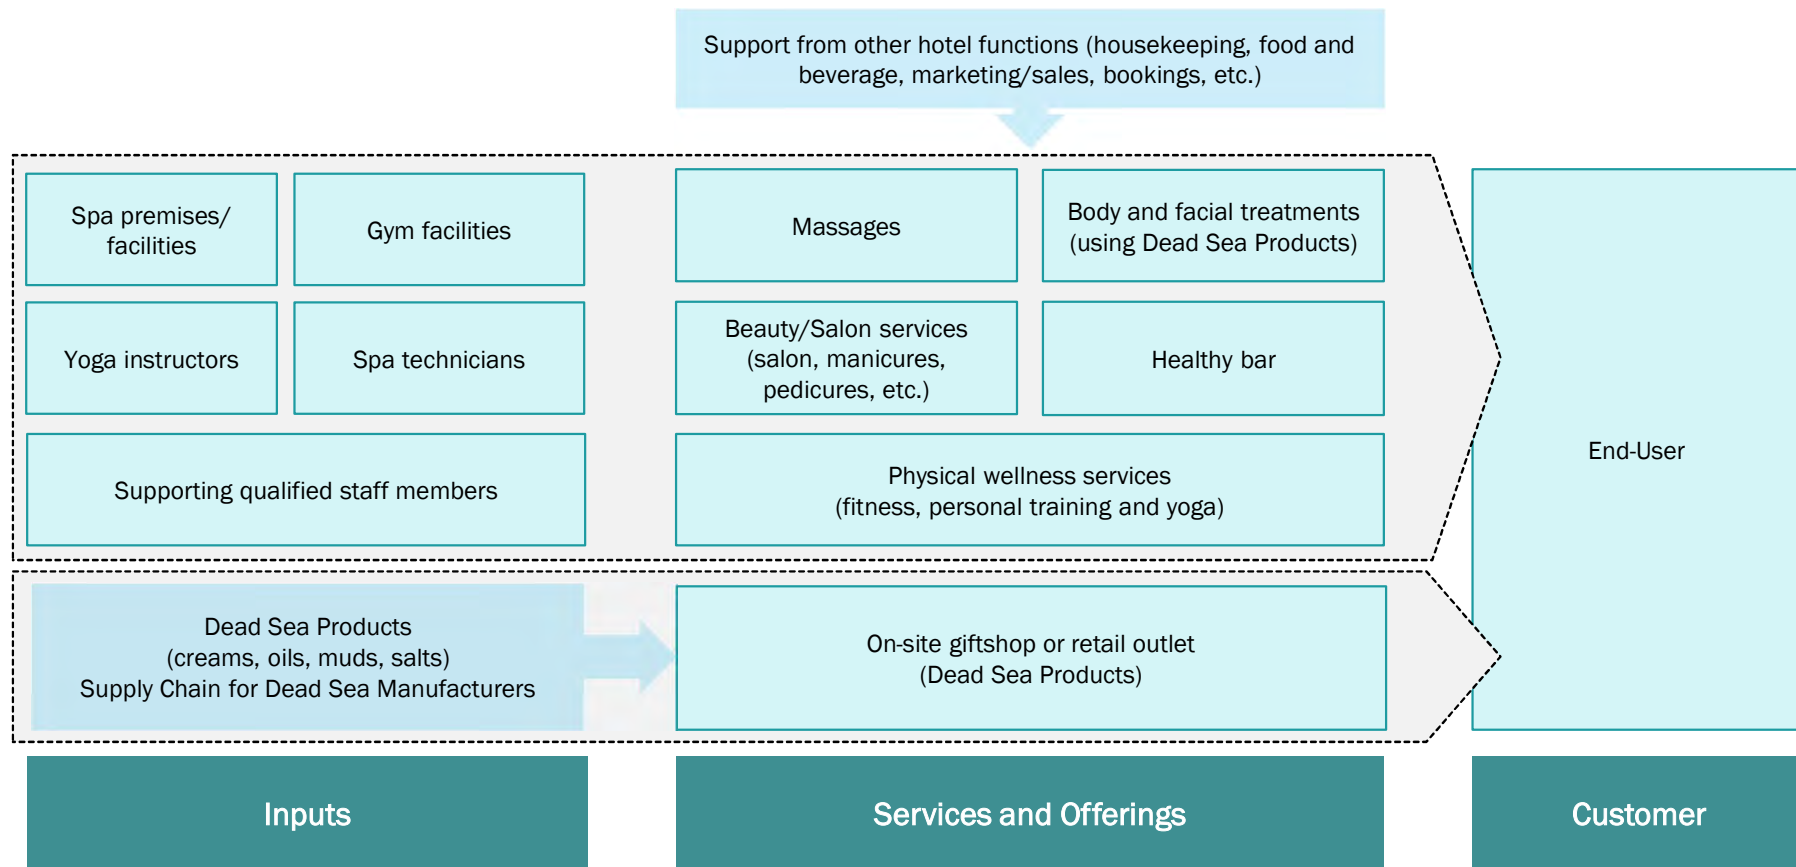 Support from other hotel functions (housekeeping, food and
beverage, marketing/sales, bookings, etc.)
Spa premises/
facilities
Gym facilities
Massages
Body and facial treatments
(using Dead Sea Products)
Yoga instructors
Spa technicians
Beauty/Salon services
(salon, manicures,
pedicures, etc.)
Healthy bar
Supporting qualified staff members
Physical wellness services
(fitness, personal training and yoga)
End-User
Dead Sea Products
(creams, oils, muds, salts)
Supply Chain for Dead Sea Manufacturers
On-site giftshop or retail outlet
(Dead Sea Products)
Inputs
Services and Offerings
Customer